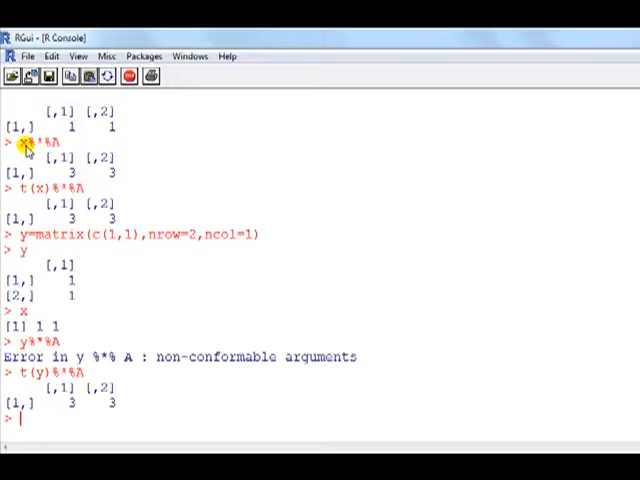 RGui - [R Console]
File Edit View Misc Packages Windows Help
[,1] [,2]
[1,] 1 1
> x%*%A
[,1] [,2]
[1,] 3 3
> t(x)%*%A
[,1] [,2]
[1,] 3 3
> y=matrix(c(1,1),nrow=2,ncol=1)
> y
[,1]
[1,] 1
[2,] 1
> x
[1] 1 1
> y%*%A
Error in y %*% A : non-conformable arguments
> t(y)%*%A
[,1] [,2]
[1,] 3 3
>